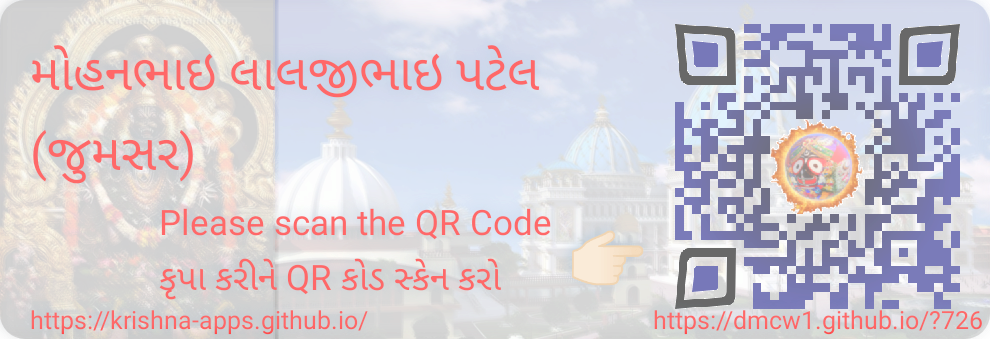 મોહનભાઇ લાલજીભાઇ પટેલ
(જુમસર)
Please scan the QR Code
કૃપા કરીને QR કોડ સ્કેન કરો
https://krishna-apps.github.io/
https://dmcw1.github.io/?726